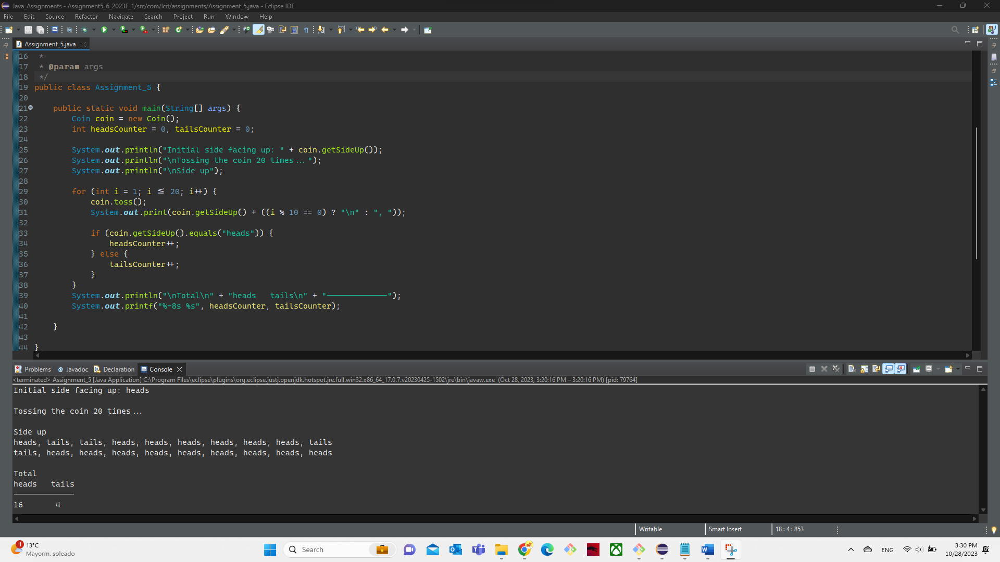 Java_Assignments - Assignment5_6_2023F_1/src/com/lcit/assignments/Assignment_5.java - Eclipse IDE
File Edit Source Refactor Navigate Search Project Run Window Help
Assignment_5.java
16 *
17 * @param args
18 */
19 public class Assignment_5 {
20
21 public static void main(String[] args) {
22 Coin coin = new Coin();
23 int headsCounter = 0, tailsCounter = 0;
24
25 System.out.println("Initial side facing up: " + coin.getSideUp());
26 System.out.println("\nTossing the coin 20 times...");
27 System.out.println("\nSide up");
28
29 for (int i = 1; i ≤ 20; i++) {
30 coin.toss();
31 System.out.print(coin.getSideUp() + ((i % 10 == 0) ? "\n" : ", "));
32
33 if (coin.getSideUp().equals("heads")) {
34 headsCounter++;
35 } else {
36 tailsCounter++;
37 }
38 }
39 System.out.println("\nTotal\n" + "heads   tails\n" + "-------------");
40 System.out.printf("%-8s %s", headsCounter, tailsCounter);
41
42 }
43
44 }
Problems Javadoc Declaration Console
<terminated> Assignment_5 [Java Application] C:\Program Files\eclipse\plugins\org.eclipse.justj.openjdk.hotspot.jre.full.win32.x86_64_17.0.7.v20230425-1502\jre\bin\javaw.exe (Oct 28, 2023, 3:20:16 PM – 3:20:16 PM) [pid: 79764]
Initial side facing up: heads
Tossing the coin 20 times...
Side up
heads, tails, tails, heads, heads, heads, heads, heads, heads, tails
tails, heads, heads, heads, heads, heads, heads, heads, heads, heads
Total
heads   tails
-------------
16       4
Writable Smart Insert 18 : 4 : 853
1
13°C
Mayorm. soleado
Search
ENG
3:30 PM
10/28/2023